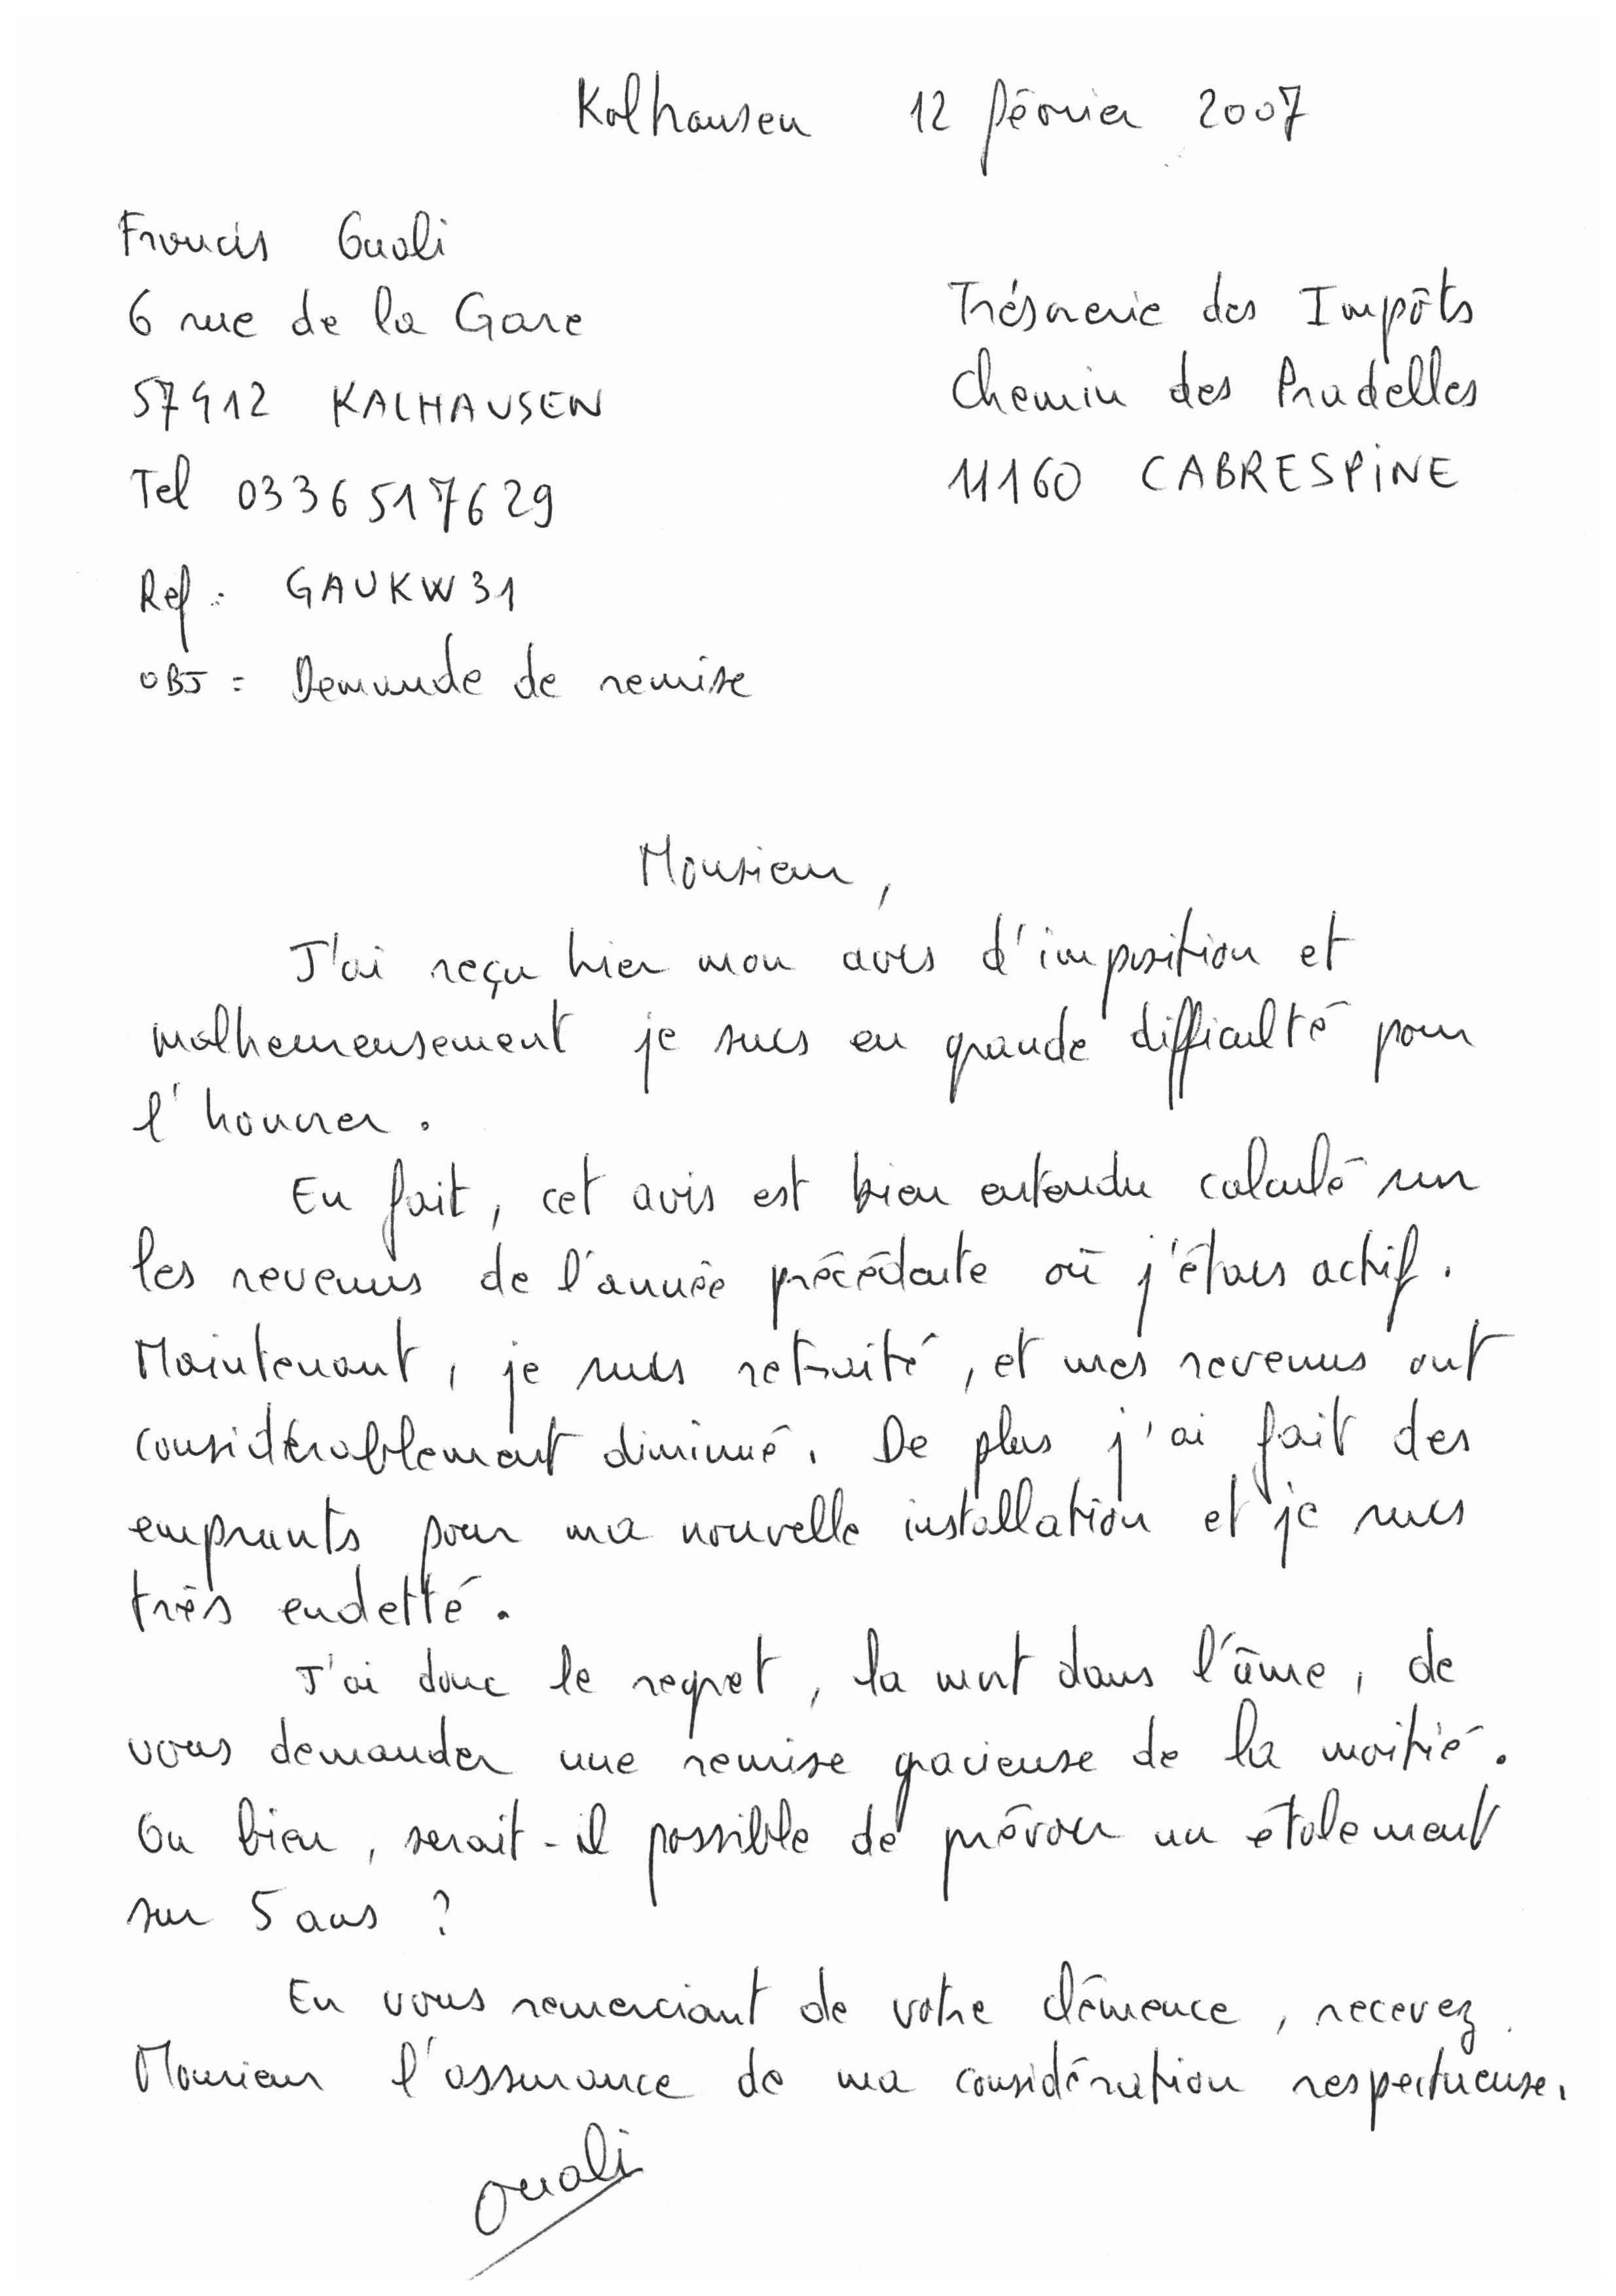 Kalhausen 12 février 2007
Francis Ouali
6 rue de la Gare
57412 KALHAUSEN
Tel 0336517629
Ref : GAUKW31
OBJ : Demande de remise
Trésorerie des Impôts
Chemin des Pradelles
11160 CABRESPINE
Monsieur,
J'ai reçu hier mon avis d'imposition et
malheureusement je suis en grande difficulté pour
l'honorer.
En fait, cet avis est bien entendu calculé sur
les revenus de l'année précédente où j'étais actif.
Maintenant, je suis retraité, et mes revenus ont
considérablement diminué. De plus j'ai fait des
emprunts pour ma nouvelle installation et je suis
très endetté.
J'ai donc le regret, la mort dans l'âme, de
vous demander une remise gracieuse de la moitié.
Ou bien, serait-il possible de prévoir un étalement
sur 5 ans ?
En vous remerciant de votre clémence, recevez
Monsieur l'assurance de ma considération respectueuse.
Ouali